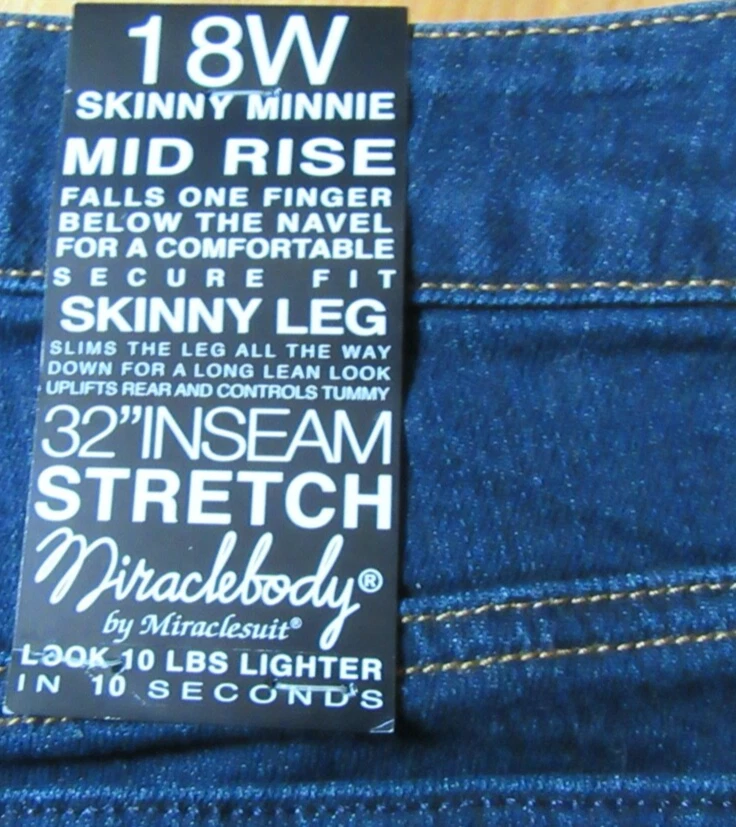 18W
SKINNY MINNIE
MID RISE
FALLS ONE FINGER
BELOW THE NAVEL
FOR A COMFORTABLE
SECURE FIT
SKINNY LEG
SLIMS THE LEG ALL THE WAY
DOWN FOR A LONG LEAN LOOK
UPLIFTS REAR AND CONTROLS TUMMY
32”INSEAM
STRETCH
Miraclebody®
by Miraclesuit®
LOOK 10 LBS LIGHTER
IN 10 SECONDS